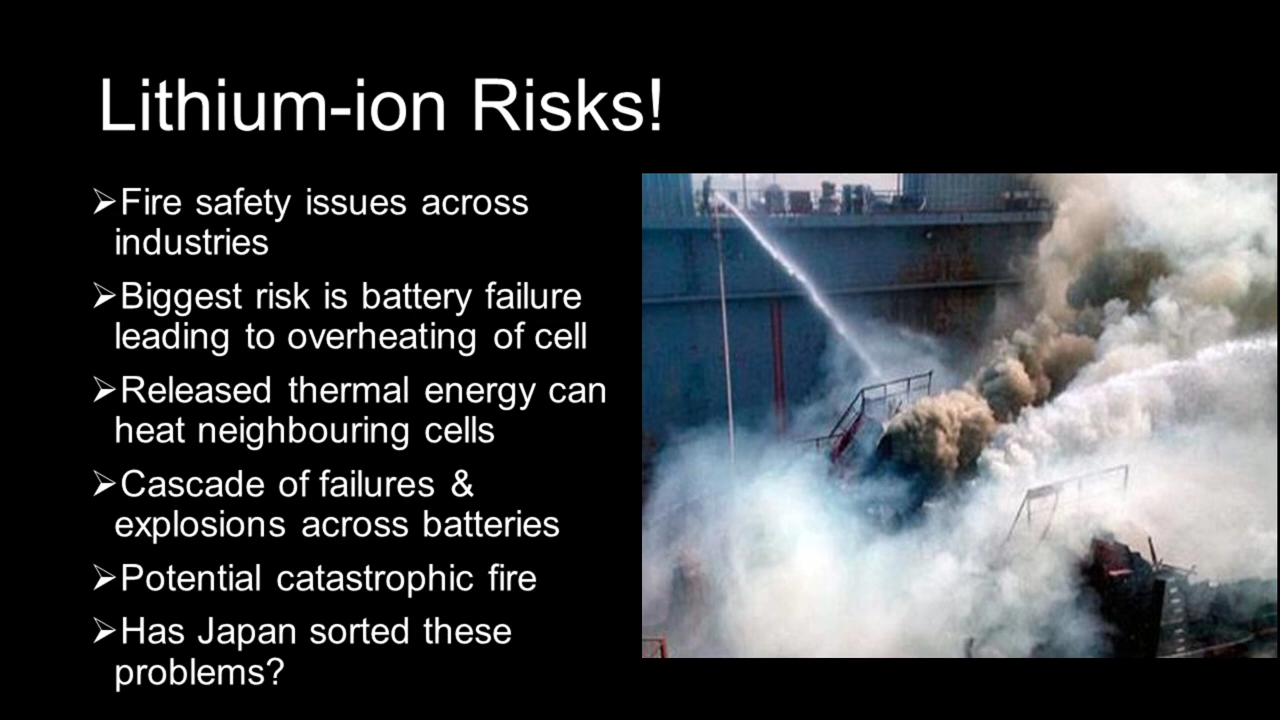 Lithium-ion Risks!
➢Fire safety issues across
industries
➢Biggest risk is battery failure
leading to overheating of cell
➢Released thermal energy can
heat neighbouring cells
➢Cascade of failures &
explosions across batteries
➢Potential catastrophic fire
➢Has Japan sorted these
problems?